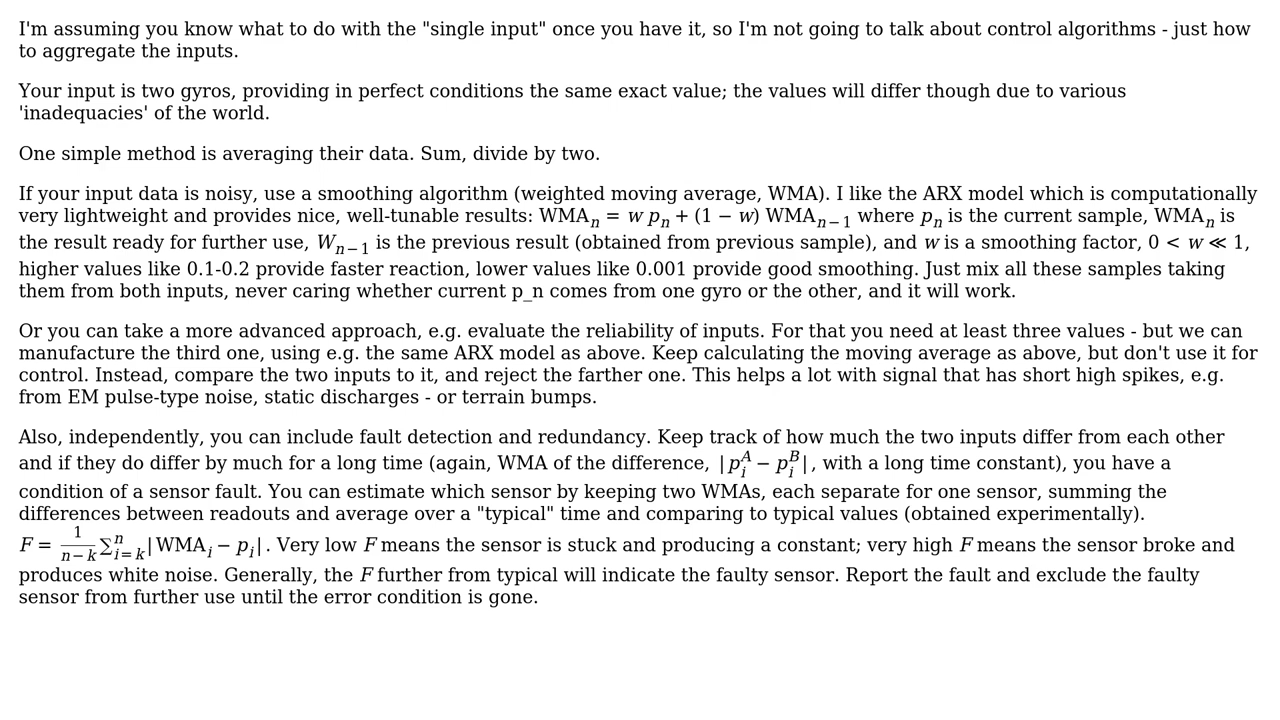 I'm assuming you know what to do with the "single input" once you have it, so I'm not going to talk about control algorithms - just how
to aggregate the inputs.
Your input is two gyros, providing in perfect conditions the same exact value; the values will differ though due to various
'inadequacies' of the world.
One simple method is averaging their data. Sum, divide by two.
If your input data is noisy, use a smoothing algorithm (weighted moving average, WMA). I like the ARX model which is computationally
very lightweight and provides nice, well-tunable results: $\text{WMA}_n = w\,p_n + (1 - w)\,\text{WMA}_{n-1}$ where $p_n$ is the current sample, $\text{WMA}_n$ is
the result ready for further use, $W_{n-1}$ is the previous result (obtained from previous sample), and $w$ is a smoothing factor, $0 < w \ll 1$,
higher values like 0.1-0.2 provide faster reaction, lower values like 0.001 provide good smoothing. Just mix all these samples taking
them from both inputs, never caring whether current p_n comes from one gyro or the other, and it will work.
Or you can take a more advanced approach, e.g. evaluate the reliability of inputs. For that you need at least three values - but we can
manufacture the third one, using e.g. the same ARX model as above. Keep calculating the moving average as above, but don't use it for
control. Instead, compare the two inputs to it, and reject the farther one. This helps a lot with signal that has short high spikes, e.g.
from EM pulse-type noise, static discharges - or terrain bumps.
Also, independently, you can include fault detection and redundancy. Keep track of how much the two inputs differ from each other
and if they do differ by much for a long time (again, WMA of the difference, $|p_i^A - p_i^B|$, with a long time constant), you have a
condition of a sensor fault. You can estimate which sensor by keeping two WMAs, each separate for one sensor, summing the
differences between readouts and average over a "typical" time and comparing to typical values (obtained experimentally).
$F = \frac{1}{n-k}\sum_{i=k}^{n}|\text{WMA}_i - p_i|$. Very low $F$ means the sensor is stuck and producing a constant; very high $F$ means the sensor broke and
produces white noise. Generally, the $F$ further from typical will indicate the faulty sensor. Report the fault and exclude the faulty
sensor from further use until the error condition is gone.